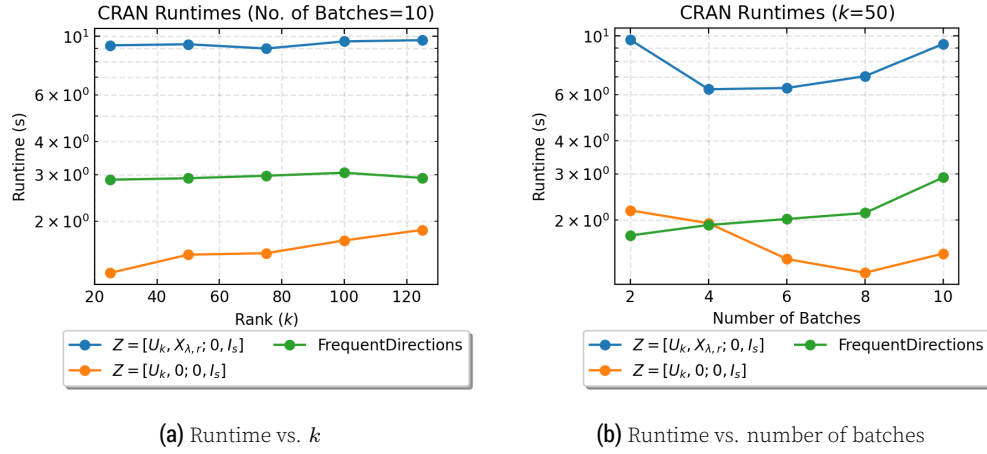 CRAN Runtimes (No. of Batches=10)
10¹
6 × 10⁰
4 × 10⁰
3 × 10⁰
2 × 10⁰
Runtime (s)
20 40 60 80 100 120
Rank (k)
Z = [U_k, X_{λ,r}; 0, I_s]
FrequentDirections
Z = [U_k, 0; 0, I_s]
(a) Runtime vs. k
CRAN Runtimes (k=50)
10¹
6 × 10⁰
4 × 10⁰
3 × 10⁰
2 × 10⁰
Runtime (s)
2 4 6 8 10
Number of Batches
Z = [U_k, X_{λ,r}; 0, I_s]
FrequentDirections
Z = [U_k, 0; 0, I_s]
(b) Runtime vs. number of batches